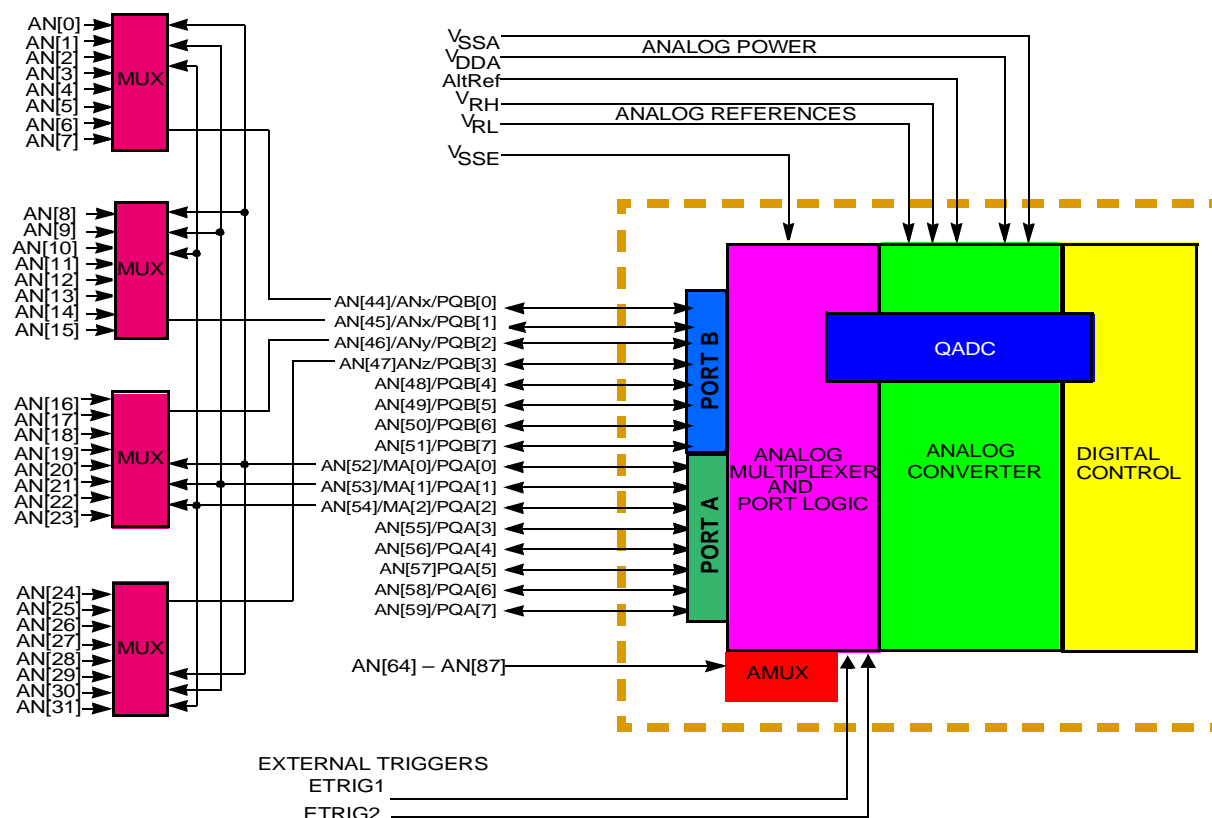 AN[0]
AN[1]
AN[2]
AN[3]
AN[4]
AN[5]
AN[6]
AN[7]
MUX
AN[8]
AN[9]
AN[10]
AN[11]
AN[12]
AN[13]
AN[14]
AN[15]
MUX
AN[16]
AN[17]
AN[18]
AN[19]
AN[20]
AN[21]
AN[22]
AN[23]
MUX
AN[24]
AN[25]
AN[26]
AN[27]
AN[28]
AN[29]
AN[30]
AN[31]
MUX
VSSA
ANALOG POWER
VDDA
AltRef
VRH
ANALOG REFERENCES
VRL
VSSE
AN[44]/ANx/PQB[0]
AN[45]/ANx/PQB[1]
AN[46]/ANy/PQB[2]
AN[47]ANz/PQB[3]
AN[48]/PQB[4]
AN[49]/PQB[5]
AN[50]/PQB[6]
AN[51]/PQB[7]
AN[52]/MA[0]/PQA[0]
AN[53]/MA[1]/PQA[1]
AN[54]/MA[2]/PQA[2]
AN[55]/PQA[3]
AN[56]/PQA[4]
AN[57]PQA[5]
AN[58]/PQA[6]
AN[59]/PQA[7]
AN[64] – AN[87]
PORT B
PORT A
QADC
ANALOG
MULTIPLEXER
AND
PORT LOGIC
ANALOG
CONVERTER
DIGITAL
CONTROL
AMUX
EXTERNAL TRIGGERS
ETRIG1
ETRIG2